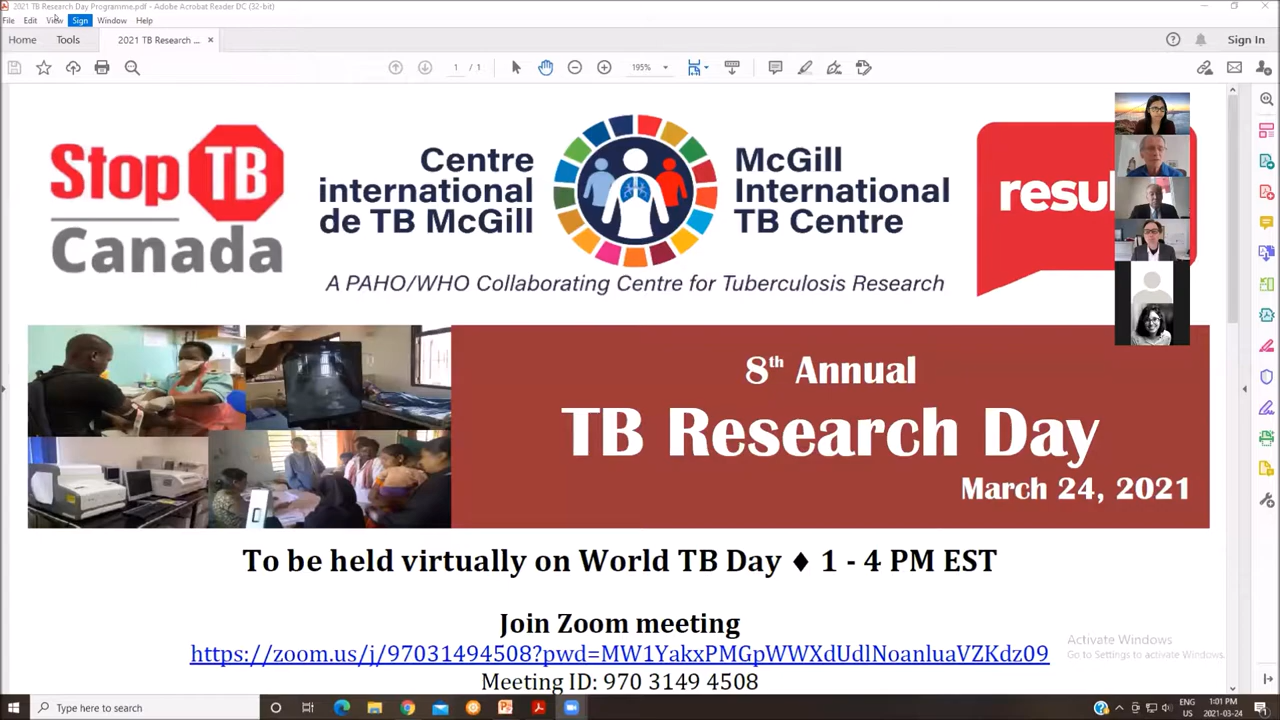 2021 TB Research Day Programme.pdf - Adobe Acrobat Reader DC (32-bit)
File Edit View Sign Window Help
Home Tools 2021 TB Research ... × Sign In
1 / 1 195%
Stop TB
Canada
Centre
international
de TB McGill
McGill
International
TB Centre
A PAHO/WHO Collaborating Centre for Tuberculosis Research
resul
8th Annual
TB Research Day
March 24, 2021
To be held virtually on World TB Day ♦ 1 - 4 PM EST
Join Zoom meeting
https://zoom.us/j/97031494508?pwd=MW1YakxPMGpWWXdUdlNoanluaVZKdz09
Meeting ID: 970 3149 4508
Activate Windows
Go to Settings to activate Windows.
Type here to search
ENG
US
1:01 PM
2021-03-24